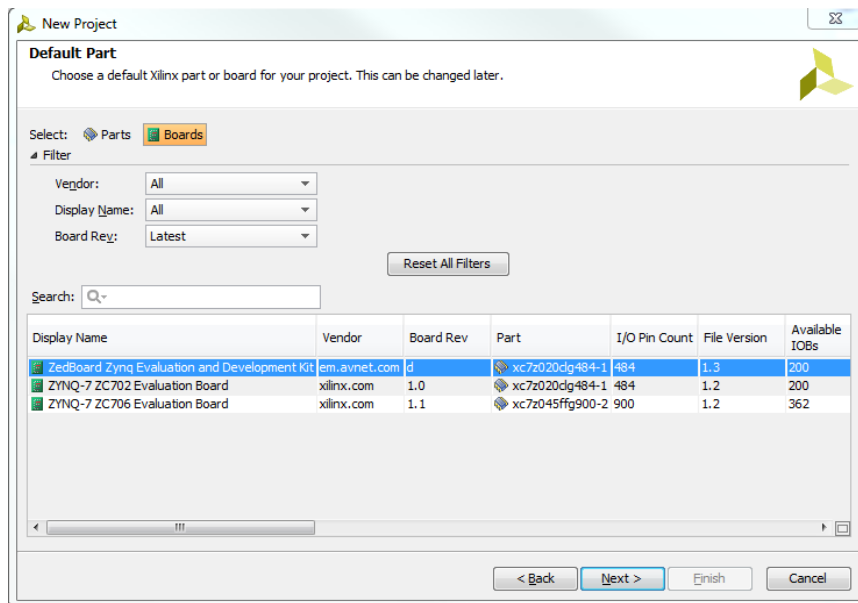 New Project
Default Part
Choose a default Xilinx part or board for your project. This can be changed later.
Select: Parts Boards
Filter
Vendor: All
Display Name: All
Board Rev: Latest
Reset All Filters
Search:
Display Name Vendor Board Rev Part I/O Pin Count File Version Available IOBs
ZedBoard Zynq Evaluation and Development Kit em.avnet.com d xc7z020clg484-1 484 1.3 200
ZYNQ-7 ZC702 Evaluation Board xilinx.com 1.0 xc7z020clg484-1 484 1.2 200
ZYNQ-7 ZC706 Evaluation Board xilinx.com 1.1 xc7z045ffg900-2 900 1.2 362
< Back Next > Finish Cancel